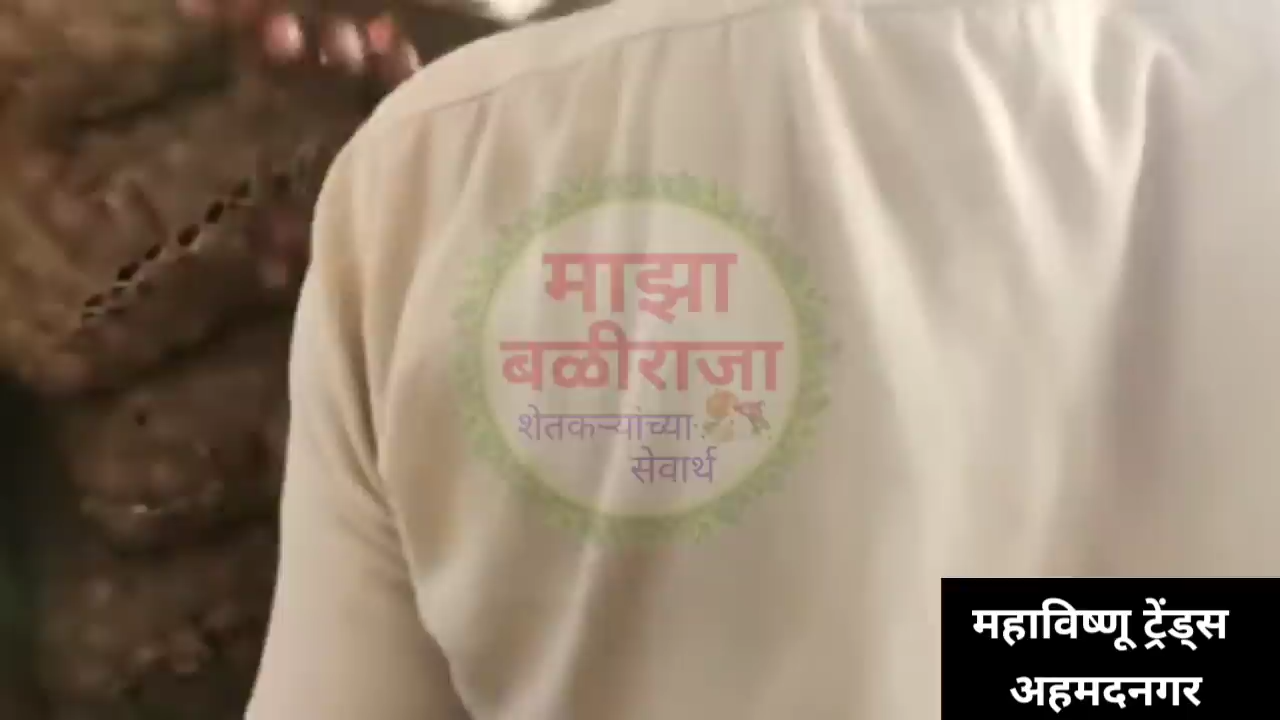 माझा
बळीराजा
शेतकऱ्यांच्या
सेवार्थ
महाविष्णू ट्रेंड्स
अहमदनगर